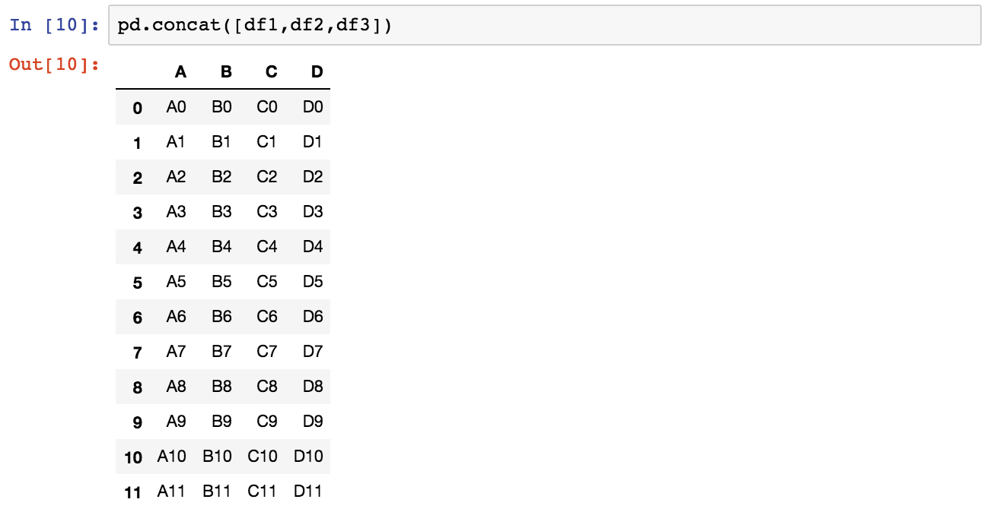 In [10]: pd.concat([df1,df2,df3])
Out[10]:
A B C D
0 A0 B0 C0 D0
1 A1 B1 C1 D1
2 A2 B2 C2 D2
3 A3 B3 C3 D3
4 A4 B4 C4 D4
5 A5 B5 C5 D5
6 A6 B6 C6 D6
7 A7 B7 C7 D7
8 A8 B8 C8 D8
9 A9 B9 C9 D9
10 A10 B10 C10 D10
11 A11 B11 C11 D11